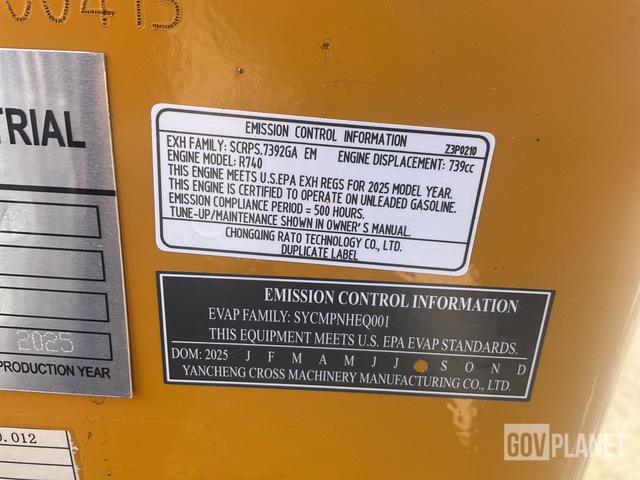 TRIAL
2025
PRODUCTION YEAR
.012
EMISSION CONTROL INFORMATION Z3P0210
EXH FAMILY: SCRPS.7392GA EM ENGINE DISPLACEMENT: 739cc
ENGINE MODEL: R740
THIS ENGINE MEETS U.S.EPA EXH REGS FOR 2025 MODEL YEAR.
THIS ENGINE IS CERTIFIED TO OPERATE ON UNLEADED GASOLINE.
EMISSION COMPLIANCE PERIOD = 500 HOURS.
TUNE-UP/MAINTENANCE SHOWN IN OWNER'S MANUAL.
CHONGQING RATO TECHNOLOGY CO., LTD.
DUPLICATE LABEL
EMISSION CONTROL INFORMATION
EVAP FAMILY: SYCMPNHEQ001
THIS EQUIPMENT MEETS U.S. EPA EVAP STANDARDS.
DOM: 2025 J F M A M J J S O N D
YANCHENG CROSS MACHINERY MANUFACTURING CO., LTD.
GOVPLANET